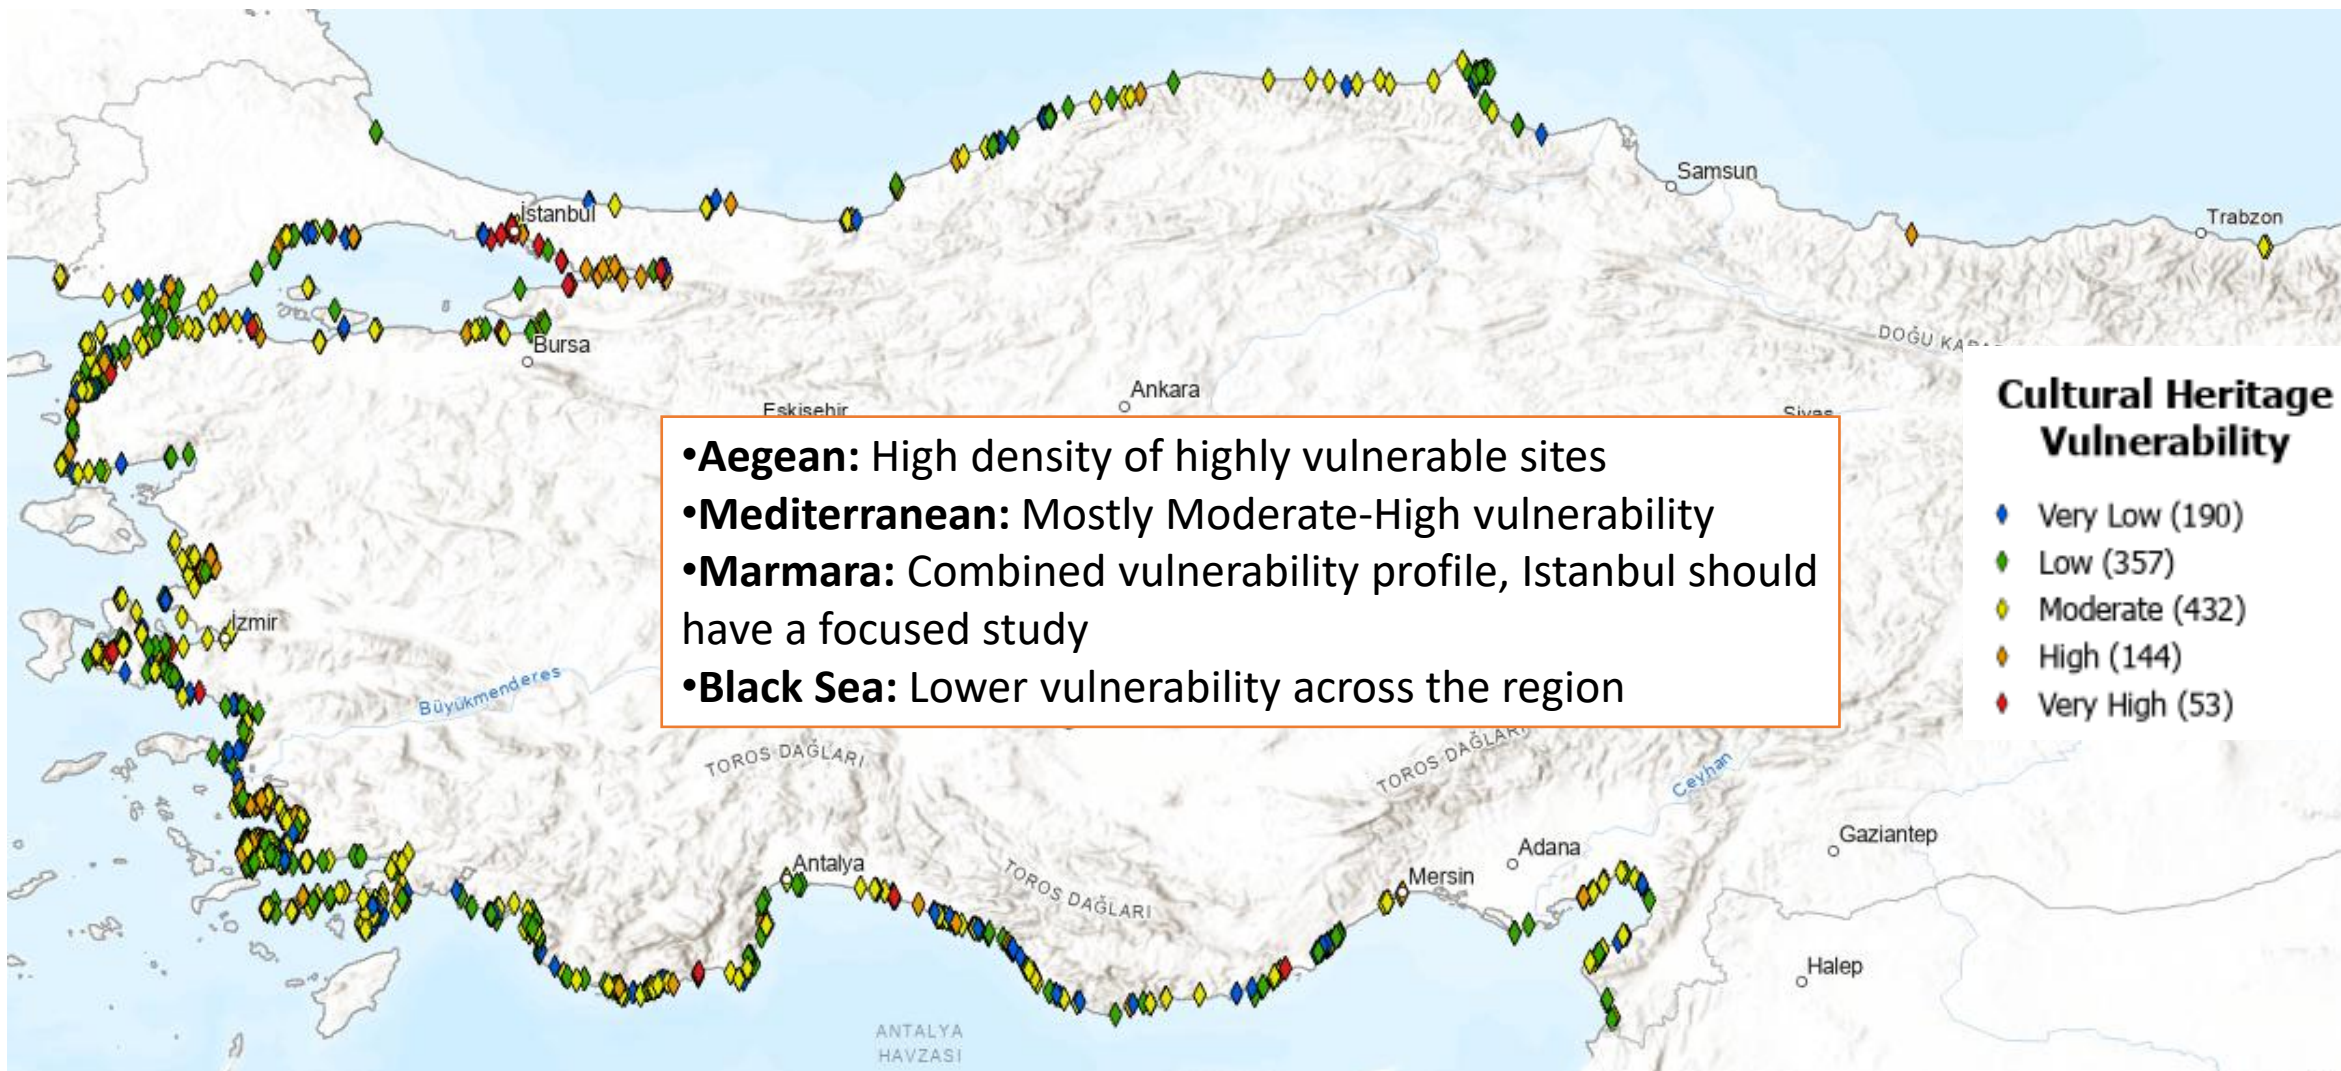 Samsun
İstanbul
Trabzon
Bursa
Ankara
DOĞU
Eskişehir
Sivas
Cultural Heritage
Vulnerability
•Aegean: High density of highly vulnerable sites
•Mediterranean: Mostly Moderate-High vulnerability
•Marmara: Combined vulnerability profile, Istanbul should
have a focused study
•Black Sea: Lower vulnerability across the region
Very Low (190)
Low (357)
Moderate (432)
High (144)
Very High (53)
İzmir
Büyükmenderes
TOROS DAĞLARI
TOROS DAĞLARI
Ceyhan
Gaziantep
Adana
Antalya
Mersin
TOROS DAĞLARI
Halep
ANTALYA
HAVZASI